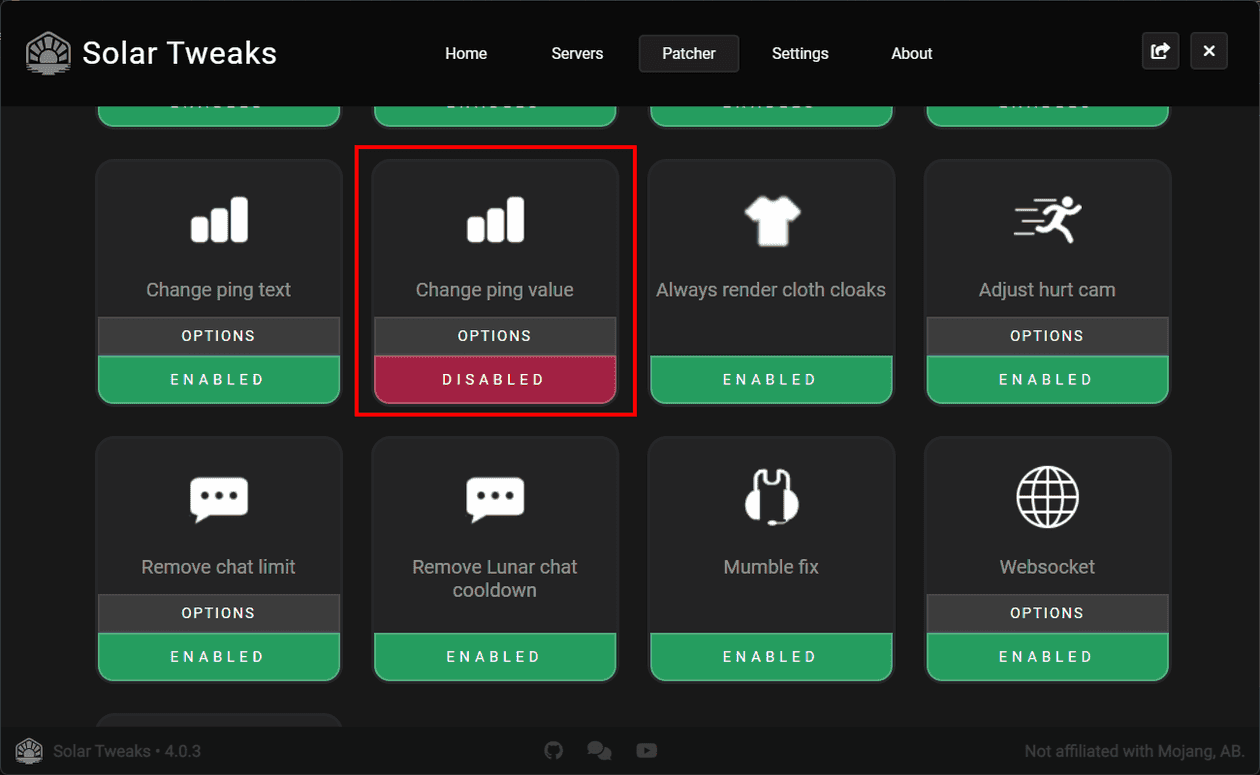 Solar Tweaks
Home Servers Patcher Settings About
Change ping text
OPTIONS
ENABLED
Change ping value
OPTIONS
DISABLED
Always render cloth cloaks
ENABLED
Adjust hurt cam
OPTIONS
ENABLED
Remove chat limit
OPTIONS
ENABLED
Remove Lunar chat
cooldown
ENABLED
Mumble fix
ENABLED
Websocket
OPTIONS
ENABLED
Solar Tweaks • 4.0.3
Not affiliated with Mojang, AB.